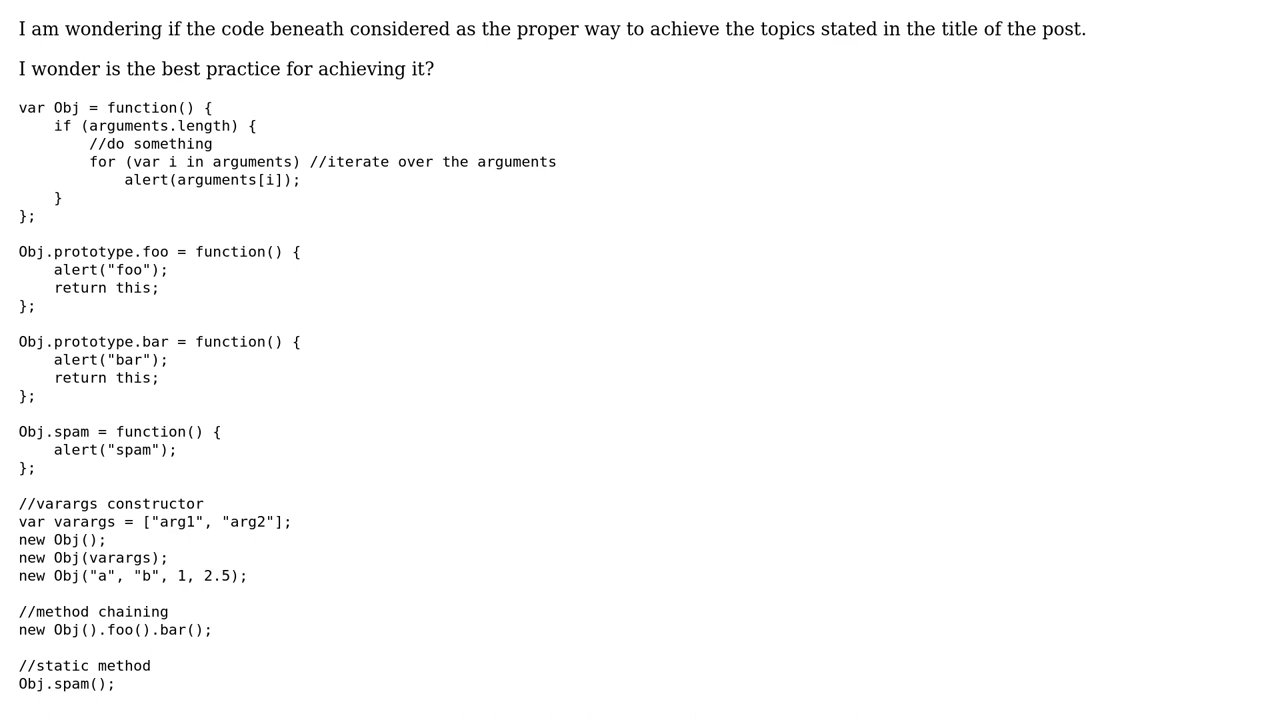 I am wondering if the code beneath considered as the proper way to achieve the topics stated in the title of the post.
I wonder is the best practice for achieving it?
var Obj = function() {
    if (arguments.length) {
        //do something
        for (var i in arguments) //iterate over the arguments
            alert(arguments[i]);
    }
};

Obj.prototype.foo = function() {
    alert("foo");
    return this;
};

Obj.prototype.bar = function() {
    alert("bar");
    return this;
};

Obj.spam = function() {
    alert("spam");
};

//varargs constructor
var varargs = ["arg1", "arg2"];
new Obj();
new Obj(varargs);
new Obj("a", "b", 1, 2.5);

//method chaining
new Obj().foo().bar();

//static method
Obj.spam();